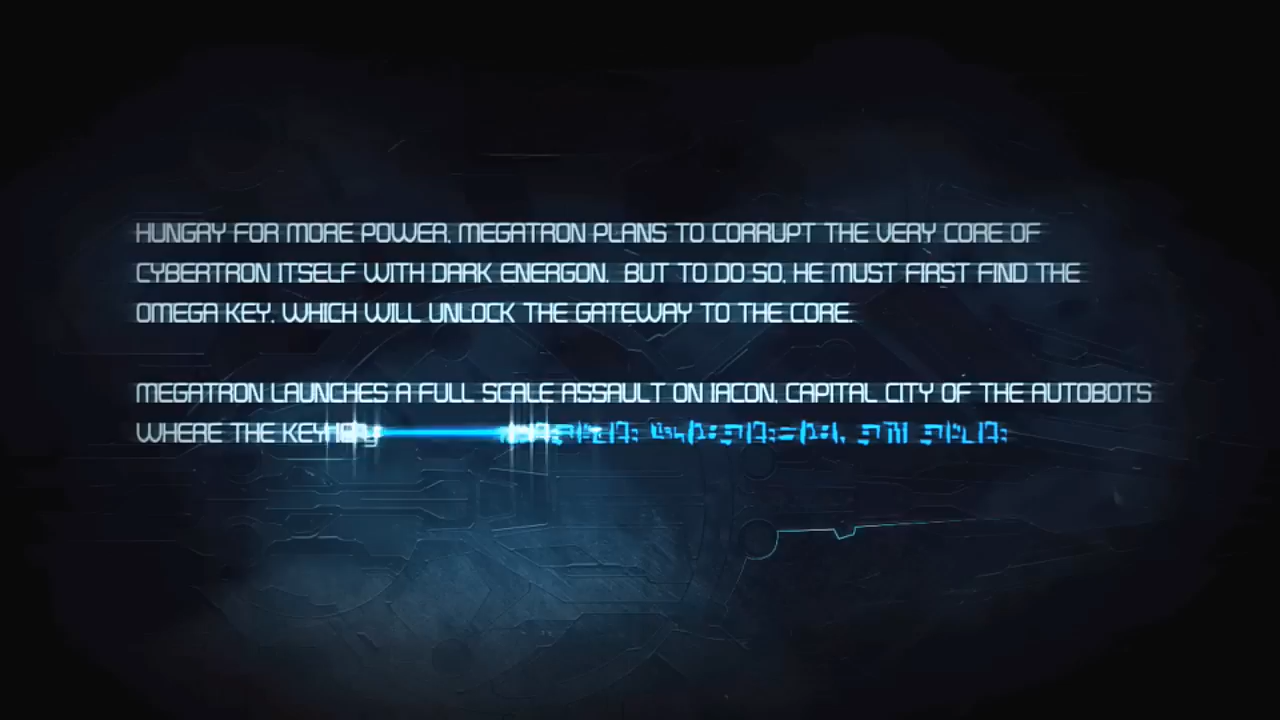 HUNGRY FOR MORE POWER, MEGATRON PLANS TO CORRUPT THE VERY CORE OF
CYBERTRON ITSELF WITH DARK ENERGON. BUT TO DO SO, HE MUST FIRST FIND THE
OMEGA KEY, WHICH WILL UNLOCK THE GATEWAY TO THE CORE.
MEGATRON LAUNCHES A FULL SCALE ASSAULT ON IACON, CAPITAL CITY OF THE AUTOBOTS
WHERE THE KEY